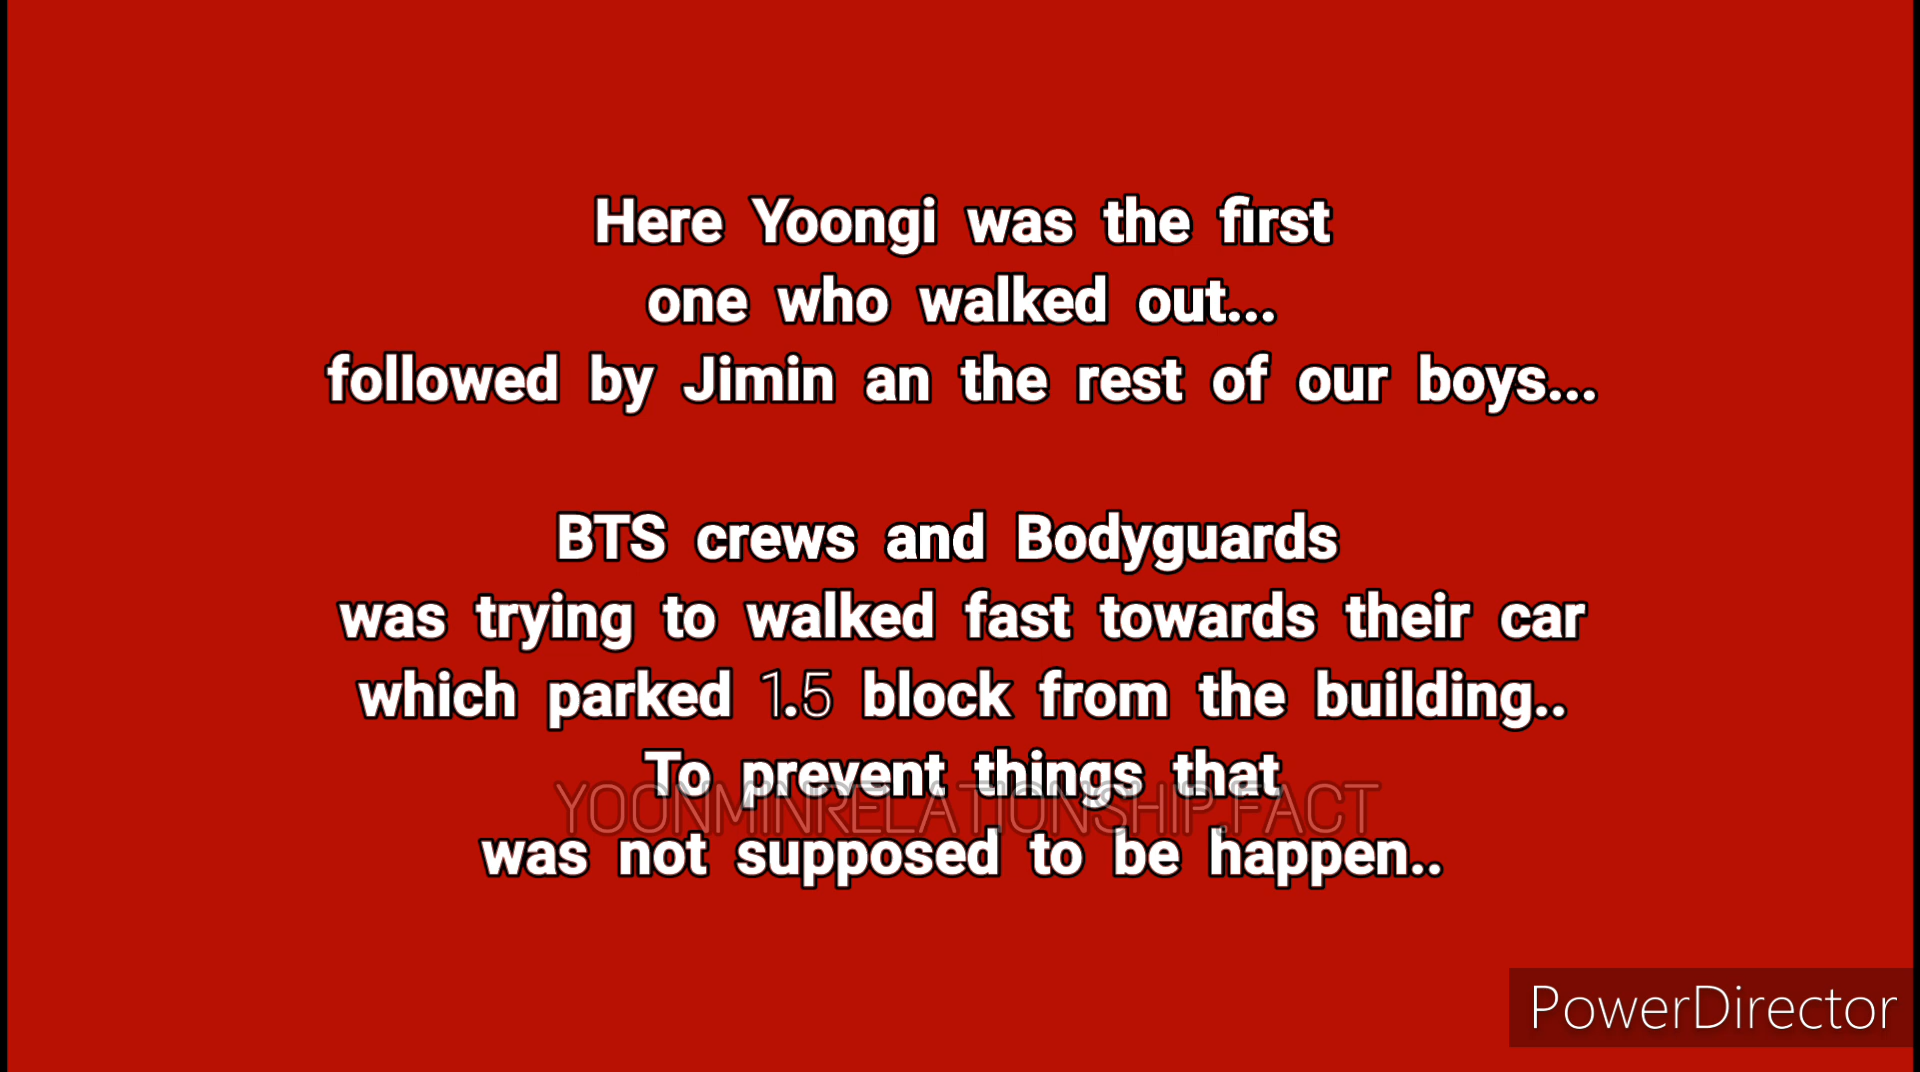 Here Yoongi was the first
one who walked out...
followed by Jimin an the rest of our boys...
BTS crews and Bodyguards
was trying to walked fast towards their car
which parked 1.5 block from the building..
To prevent things that
YOONMINRELATIONSHIP.FACT
was not supposed to be happen..
PowerDirector